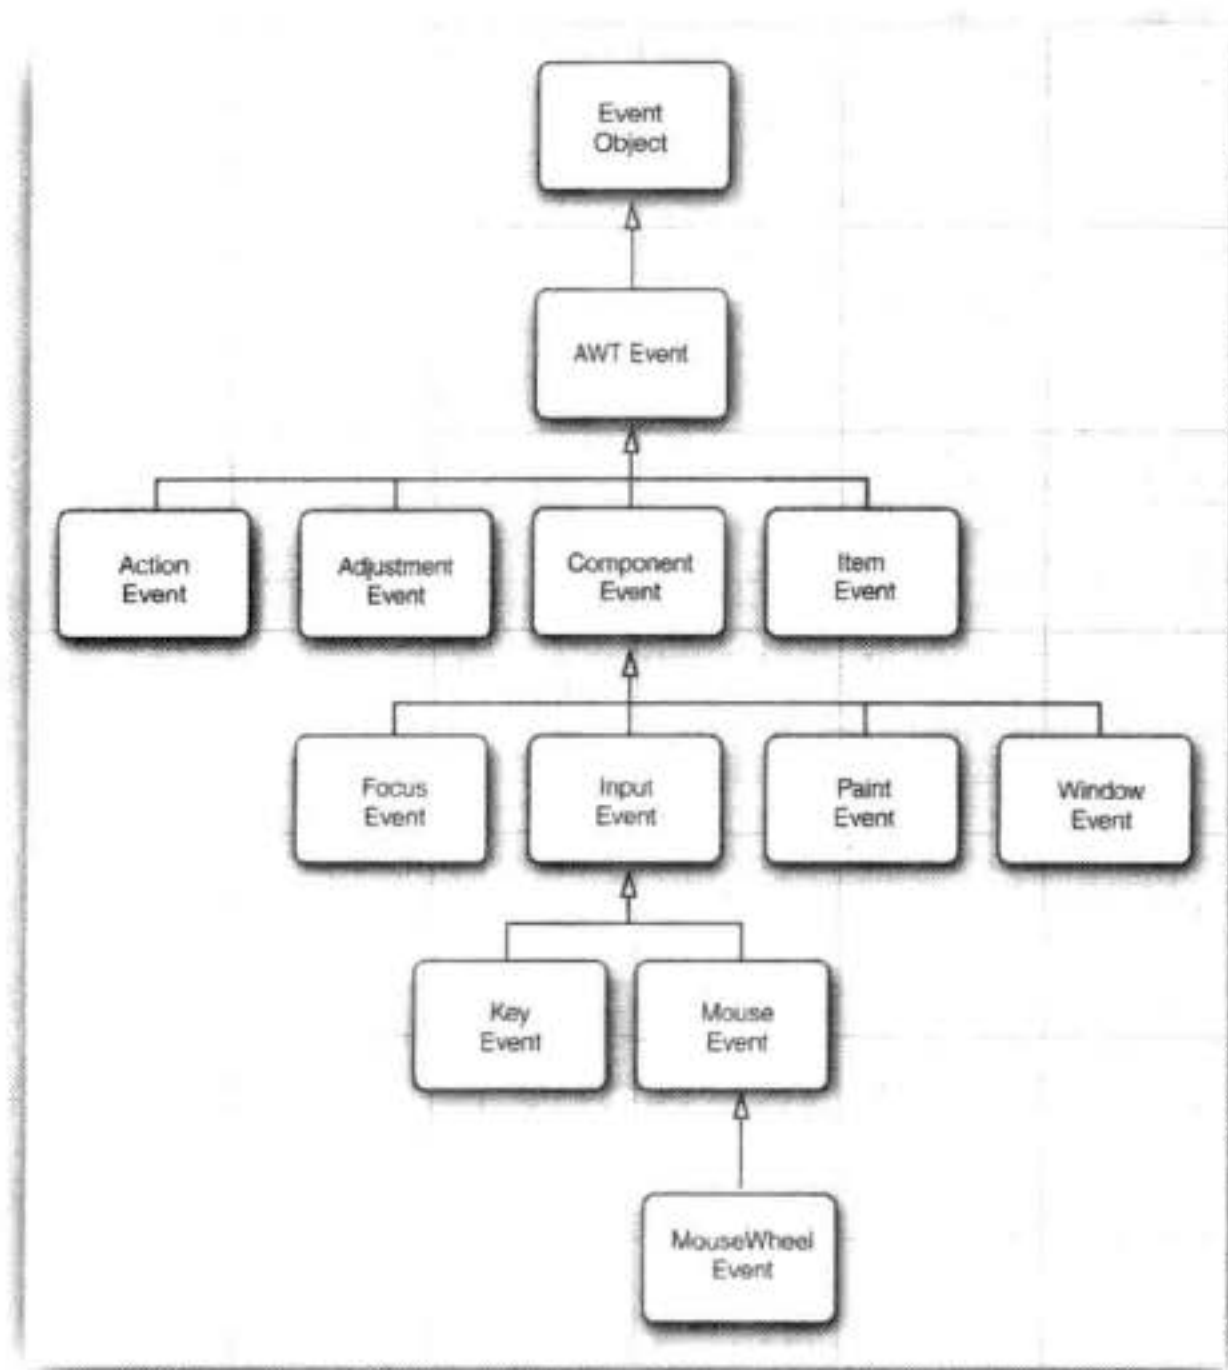 Event
Object
AWT Event
Action
Event
Adjustment
Event
Component
Event
Item
Event
Focus
Event
Input
Event
Paint
Event
Window
Event
Key
Event
Mouse
Event
MouseWheel
Event